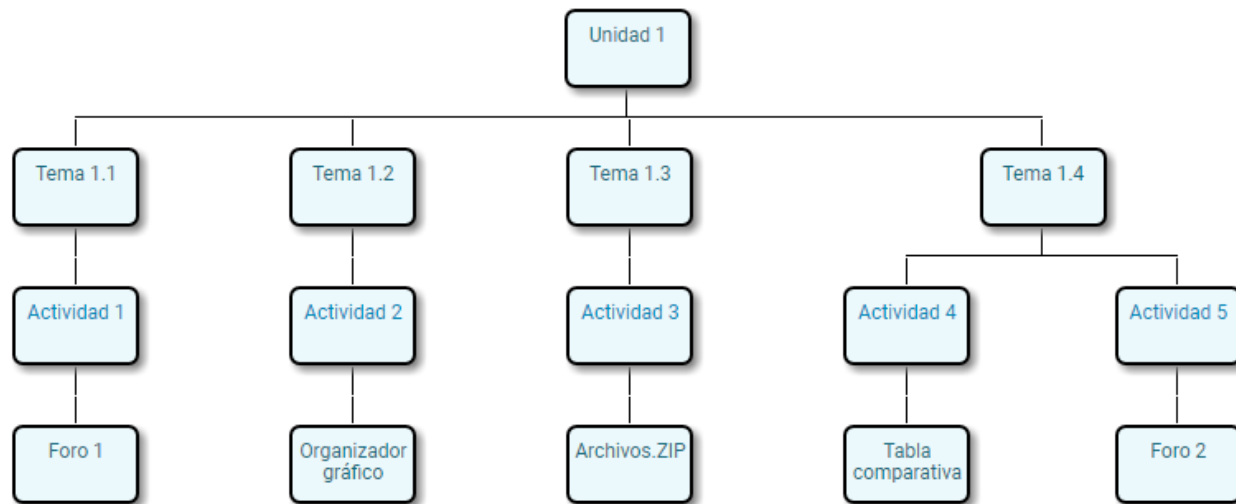 Unidad 1
Tema 1.1
Tema 1.2
Tema 1.3
Tema 1.4
Actividad 1
Actividad 2
Actividad 3
Actividad 4
Actividad 5
Foro 1
Organizador
gráfico
Archivos.ZIP
Tabla
comparativa
Foro 2